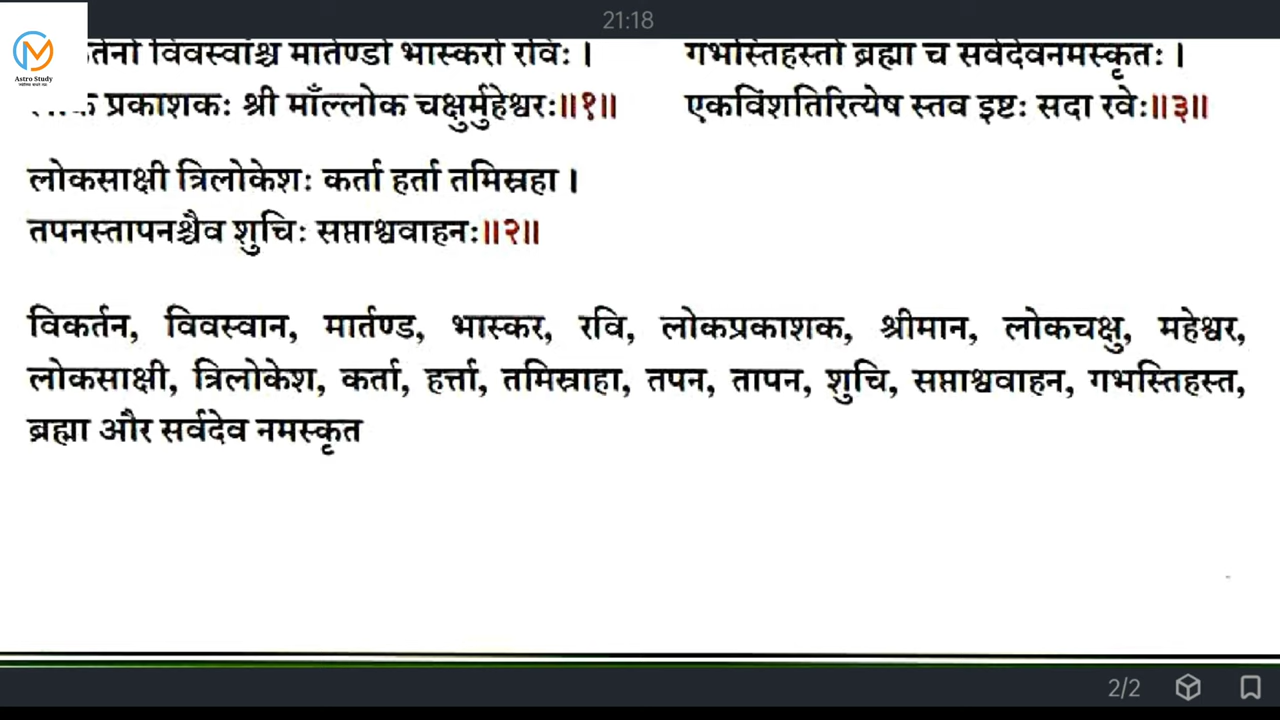 21:18
विवस्वांश्च मार्तण्डो भास्करो रविः ।
प्रकाशकः श्री माँल्लोक चक्षुर्मुहेश्वरः॥१॥
लोकसाक्षी त्रिलोकेशः कर्ता हर्ता तमिस्रहा ।
तपनस्तापनश्चैव शुचिः सप्ताश्ववाहनः॥२॥
गभस्तिहस्तो ब्रह्मा च सर्वदेवनमस्कृतः ।
एकविंशतिरित्येष स्तव इष्टः सदा रवेः॥३॥
विकर्तन, विवस्वान, मार्तण्ड, भास्कर, रवि, लोकप्रकाशक, श्रीमान, लोकचक्षु, महेश्वर,
लोकसाक्षी, त्रिलोकेश, कर्ता, हर्त्ता, तमिस्राहा, तपन, तापन, शुचि, सप्ताश्ववाहन, गभस्तिहस्त,
ब्रह्मा और सर्वदेव नमस्कृत
Astro Study
2/2